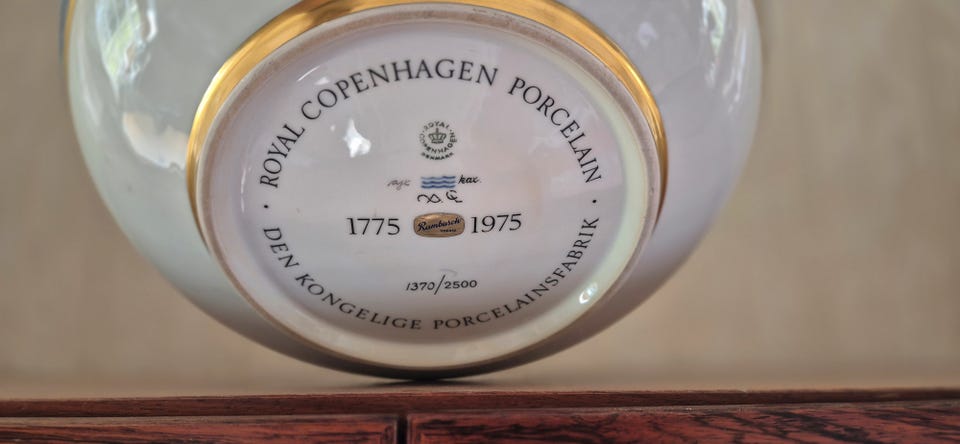 · ROYAL COPENHAGEN PORCELAIN ·
ROYAL COPENHAGEN
DENMARK
1775 Rambusch 1975
1370/2500
DEN KONGELIGE PORCELAINSFABRIK